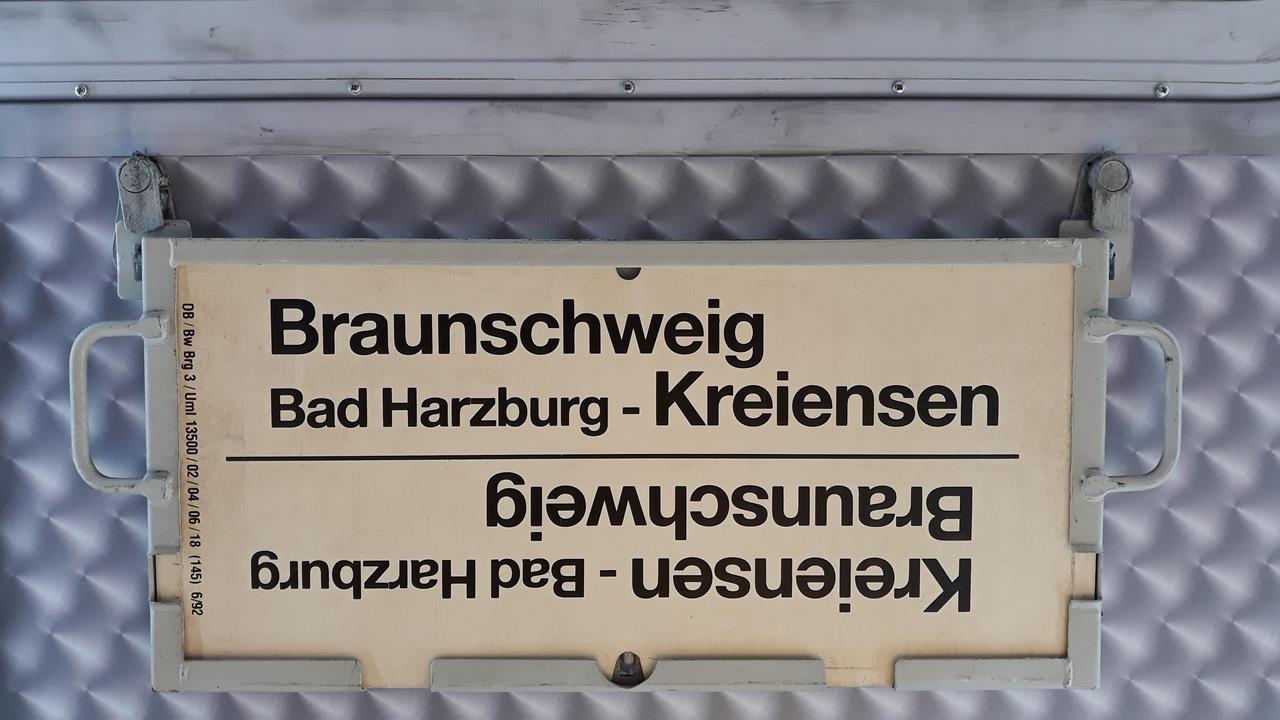 Braunschweig
Bad Harzburg - Kreiensen
Kreiensen - Bad Harzburg
Braunschweig
DB / Bw Brg 3 / Uml 13500 / 02 / 04 / 06 / 18 (145) 6/92